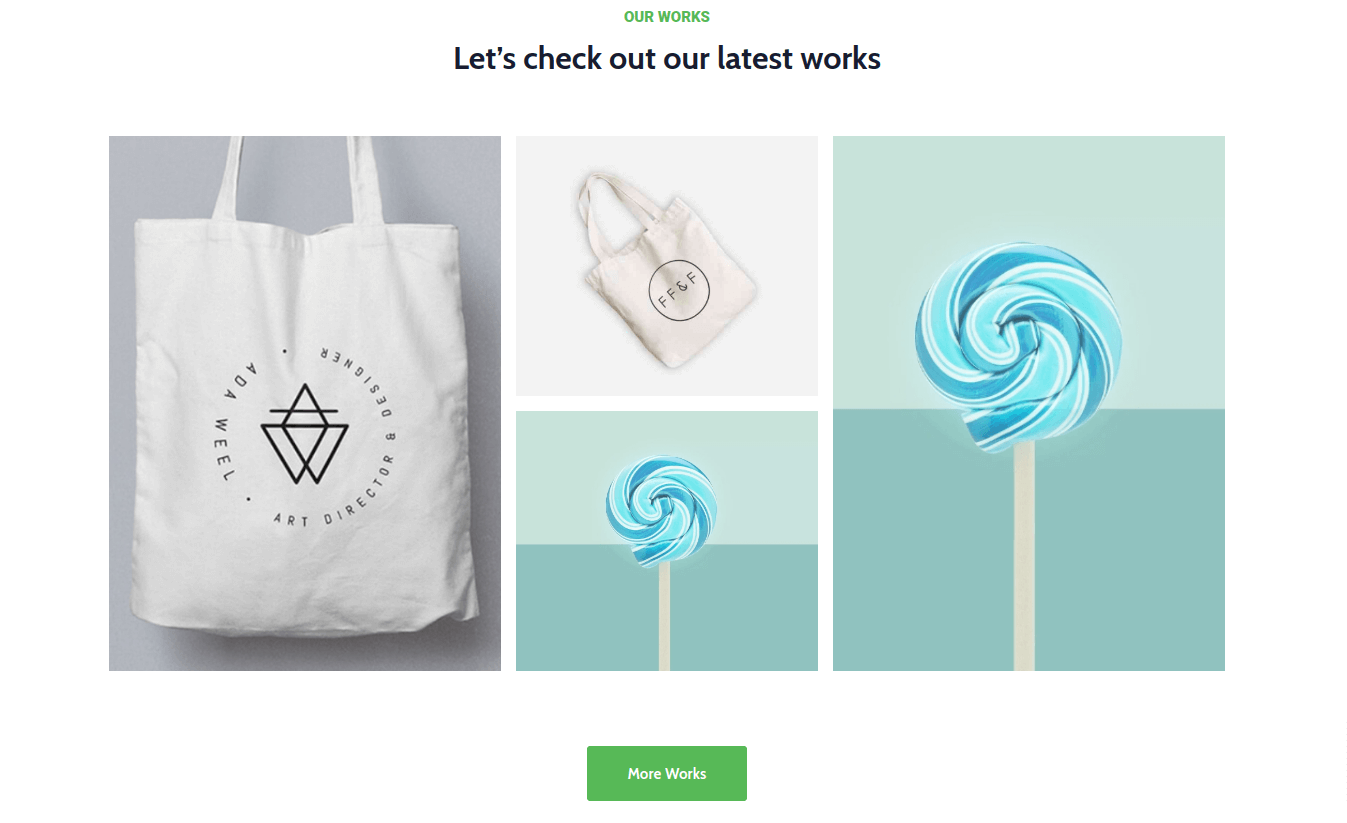 OUR WORKS
Let’s check out our latest works
ADA WEEL • ART DIRECTOR & DESIGNER •
FF&F
More Works